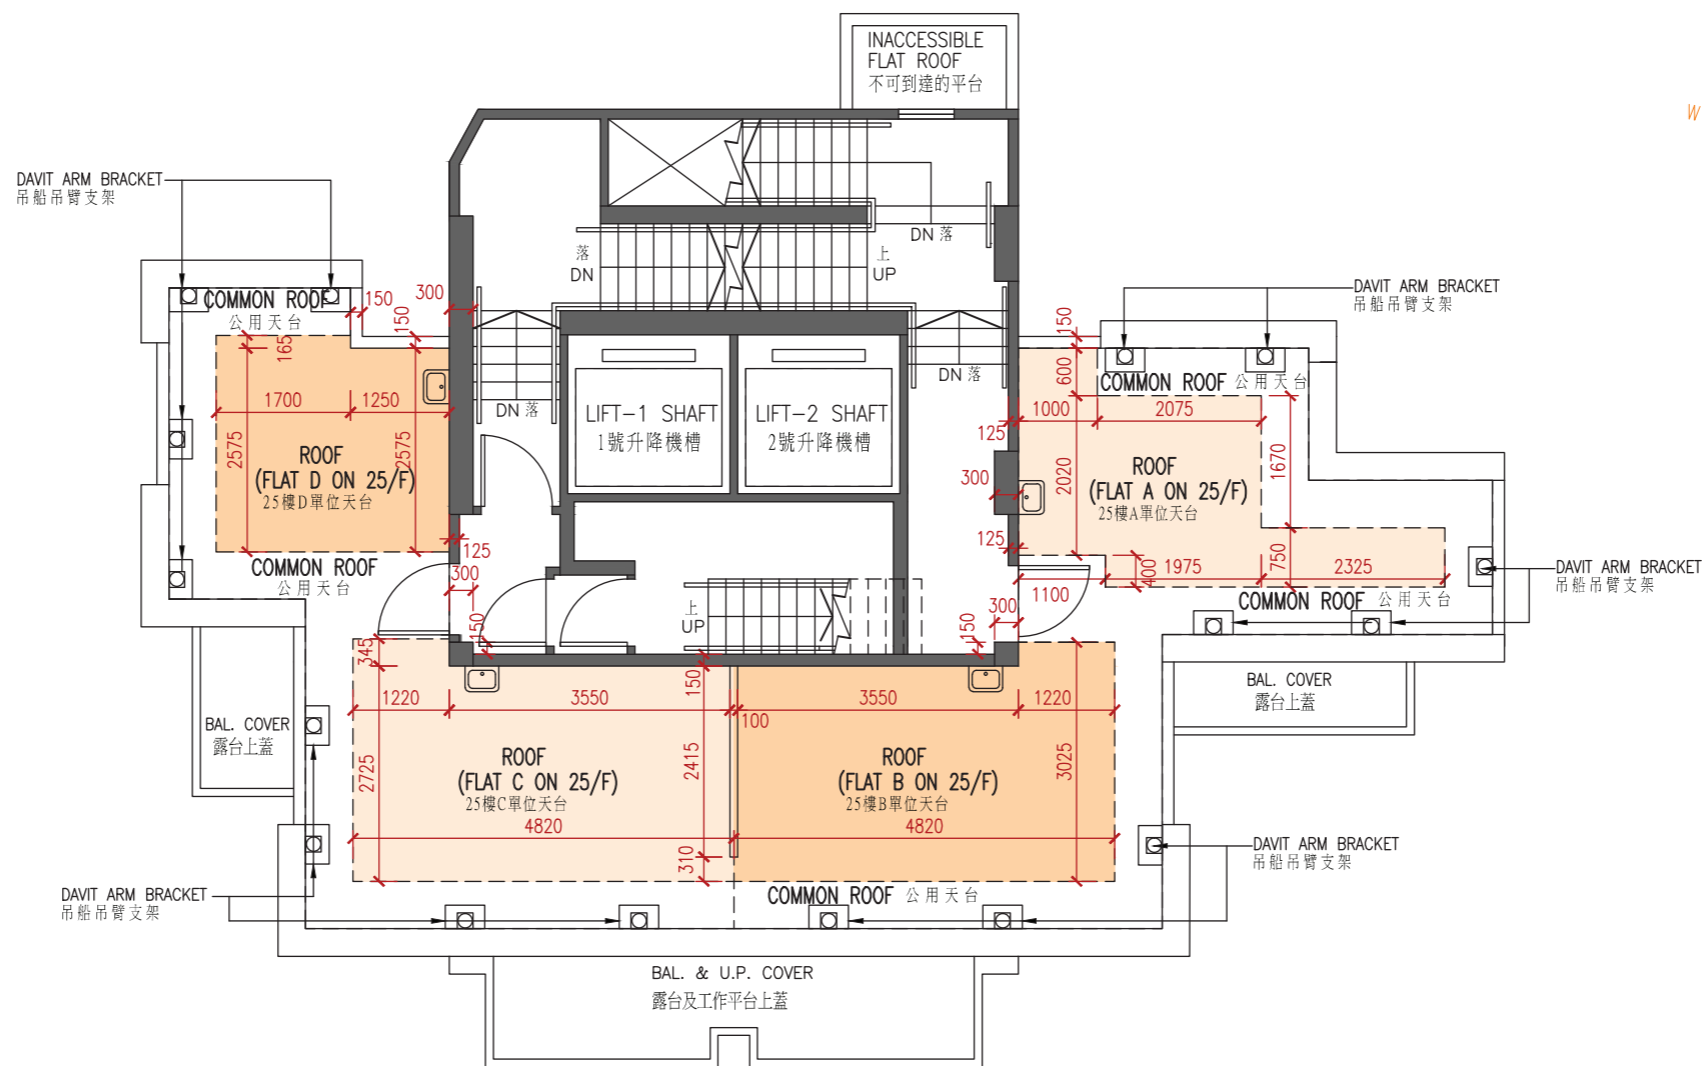 INACCESSIBLE
FLAT ROOF
不可到達的平台
W
DAVIT ARM BRACKET
吊船吊臂支架
落
DN
上
UP
DN 落
COMMON ROOF
公用天台
150
300
150
165
1700
1250
2575
2575
ROOF
(FLAT D ON 25/F)
25樓D單位天台
COMMON ROOF
公用天台
125
300
150
DN 落
LIFT-1 SHAFT
1號升降機槽
LIFT-2 SHAFT
2號升降機槽
DN 落
DAVIT ARM BRACKET
吊船吊臂支架
150
600
COMMON ROOF 公用天台
1000
2075
125
300
2020
1670
ROOF
(FLAT A ON 25/F)
25樓A單位天台
125
400
1975
750
2325
1100
300
150
COMMON ROOF 公用天台
DAVIT ARM BRACKET
吊船吊臂支架
上
UP
345
1220
3550
150
100
3550
1220
BAL. COVER
露台上蓋
BAL. COVER
露台上蓋
2725
ROOF
(FLAT C ON 25/F)
25樓C單位天台
2415
ROOF
(FLAT B ON 25/F)
25樓B單位天台
3025
4820
4820
310
COMMON ROOF 公用天台
DAVIT ARM BRACKET
吊船吊臂支架
DAVIT ARM BRACKET
吊船吊臂支架
BAL. & U.P. COVER
露台及工作平台上蓋